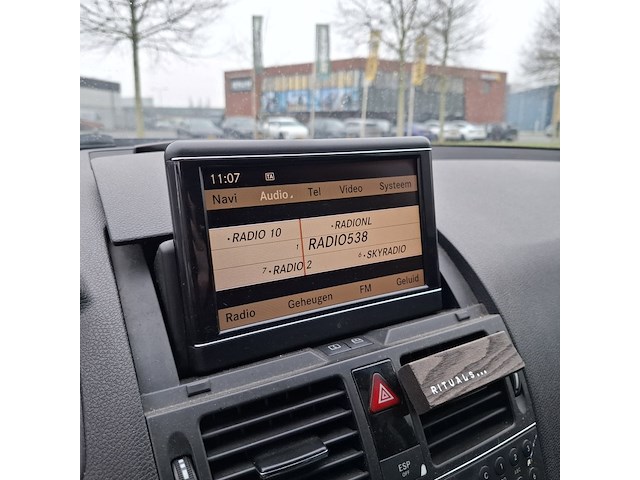 11:07 TA
Navi Audio Tel Video Systeem
•RADIO 10 •RADIONL
1 RADIO538
7 •RADIO 2 6 •SKYRADIO
Radio Geheugen FM Geluid
RITUALS...
ESP
OFF